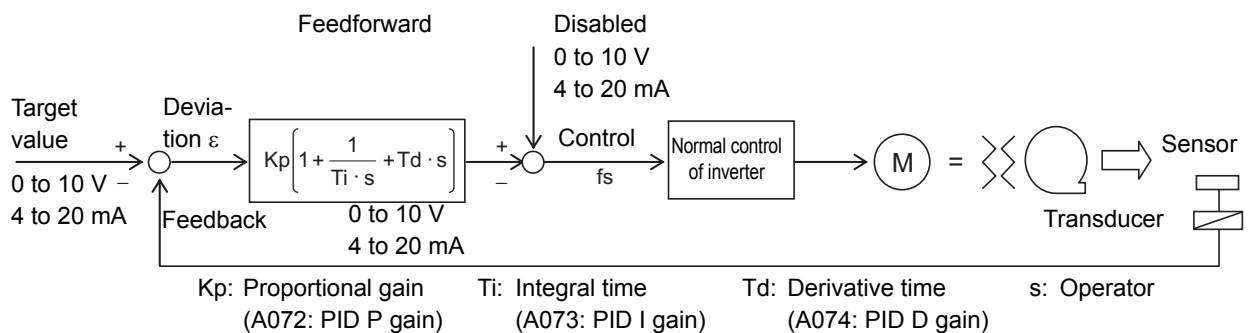 Feedforward
Disabled
0 to 10 V
4 to 20 mA
Target
value
+
−
0 to 10 V
4 to 20 mA
Devia-
tion ε
Feedback
Kp(1 + 1/(Ti · s) + Td · s)
0 to 10 V
4 to 20 mA
+
−
Control
fs
Normal control
of inverter
M
=
Sensor
Transducer
Kp: Proportional gain Ti: Integral time Td: Derivative time s: Operator
(A072: PID P gain) (A073: PID I gain) (A074: PID D gain)